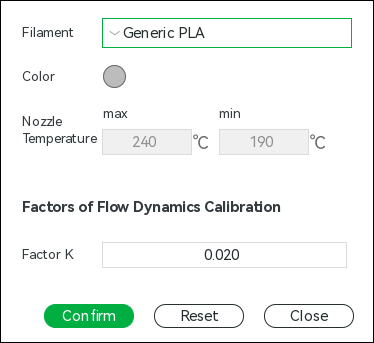 Filament Generic PLA
Color
max min
Nozzle
Temperature 240 °C 190 °C
Factors of Flow Dynamics Calibration
Factor K 0.020
Confirm Reset Close